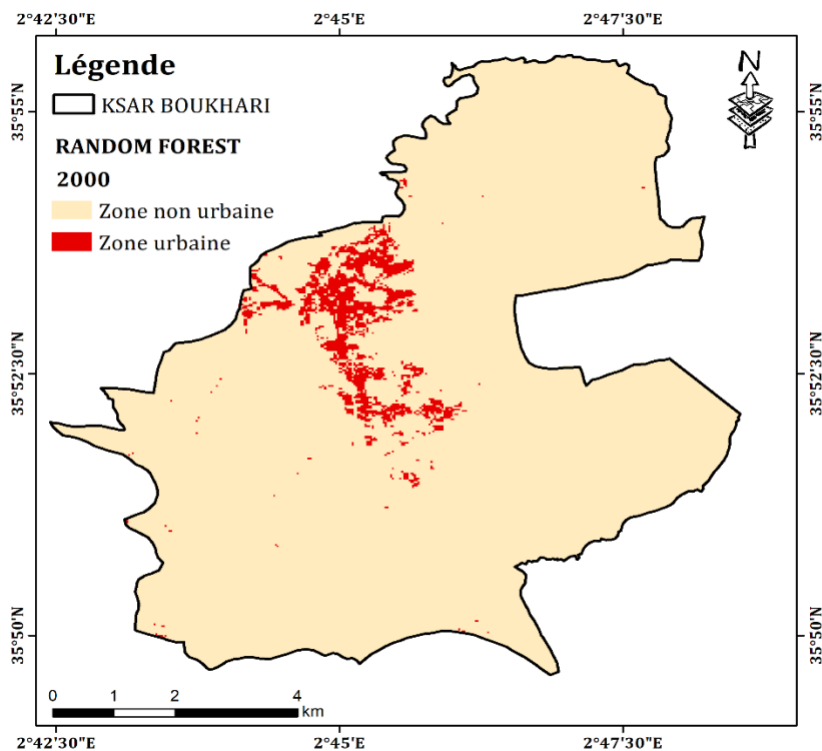 2°42'30"E 2°45'E 2°47'30"E
Légende
KSAR BOUKHARI
RANDOM FOREST
2000
Zone non urbaine
Zone urbaine
N
35°55'N 35°55'N
35°52'30"N 35°52'30"N
35°50'N 35°50'N
0 1 2 4
km
2°42'30"E 2°45'E 2°47'30"E